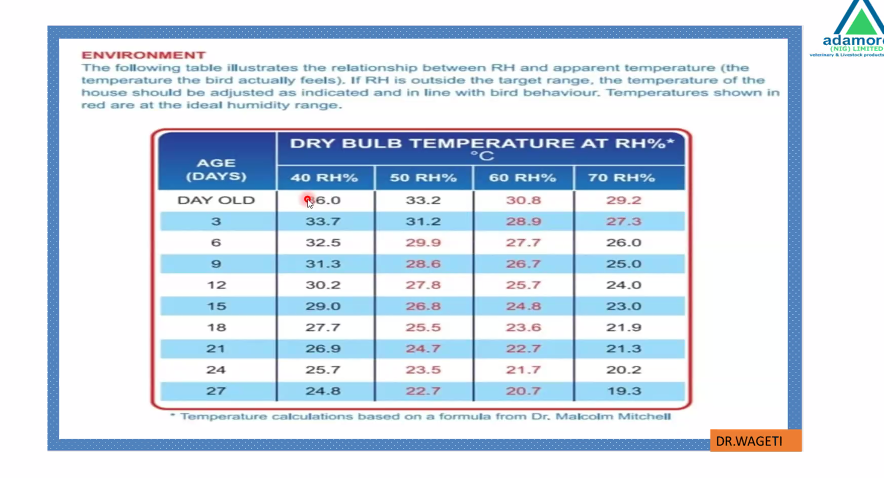 adamore
(NIG) LIMITED
veterinary & Livestock products
ENVIRONMENT
The following table illustrates the relationship between RH and apparent temperature (the
temperature the bird actually feels). If RH is outside the target range, the temperature of the
house should be adjusted as indicated and in line with bird behaviour. Temperatures shown in
red are at the ideal humidity range.
AGE (DAYS) DRY BULB TEMPERATURE AT RH%* °C
40 RH% 50 RH% 60 RH% 70 RH%
DAY OLD 6.0 33.2 30.8 29.2
3 33.7 31.2 28.9 27.3
6 32.5 29.9 27.7 26.0
9 31.3 28.6 26.7 25.0
12 30.2 27.8 25.7 24.0
15 29.0 26.8 24.8 23.0
18 27.7 25.5 23.6 21.9
21 26.9 24.7 22.7 21.3
24 25.7 23.5 21.7 20.2
27 24.8 22.7 20.7 19.3
* Temperature calculations based on a formula from Dr. Malcolm Mitchell
DR.WAGETI